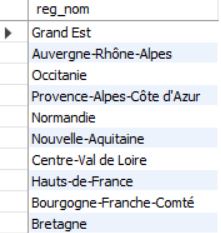 reg_nom
Grand Est
Auvergne-Rhône-Alpes
Occitanie
Provence-Alpes-Côte d'Azur
Normandie
Nouvelle-Aquitaine
Centre-Val de Loire
Hauts-de-France
Bourgogne-Franche-Comté
Bretagne